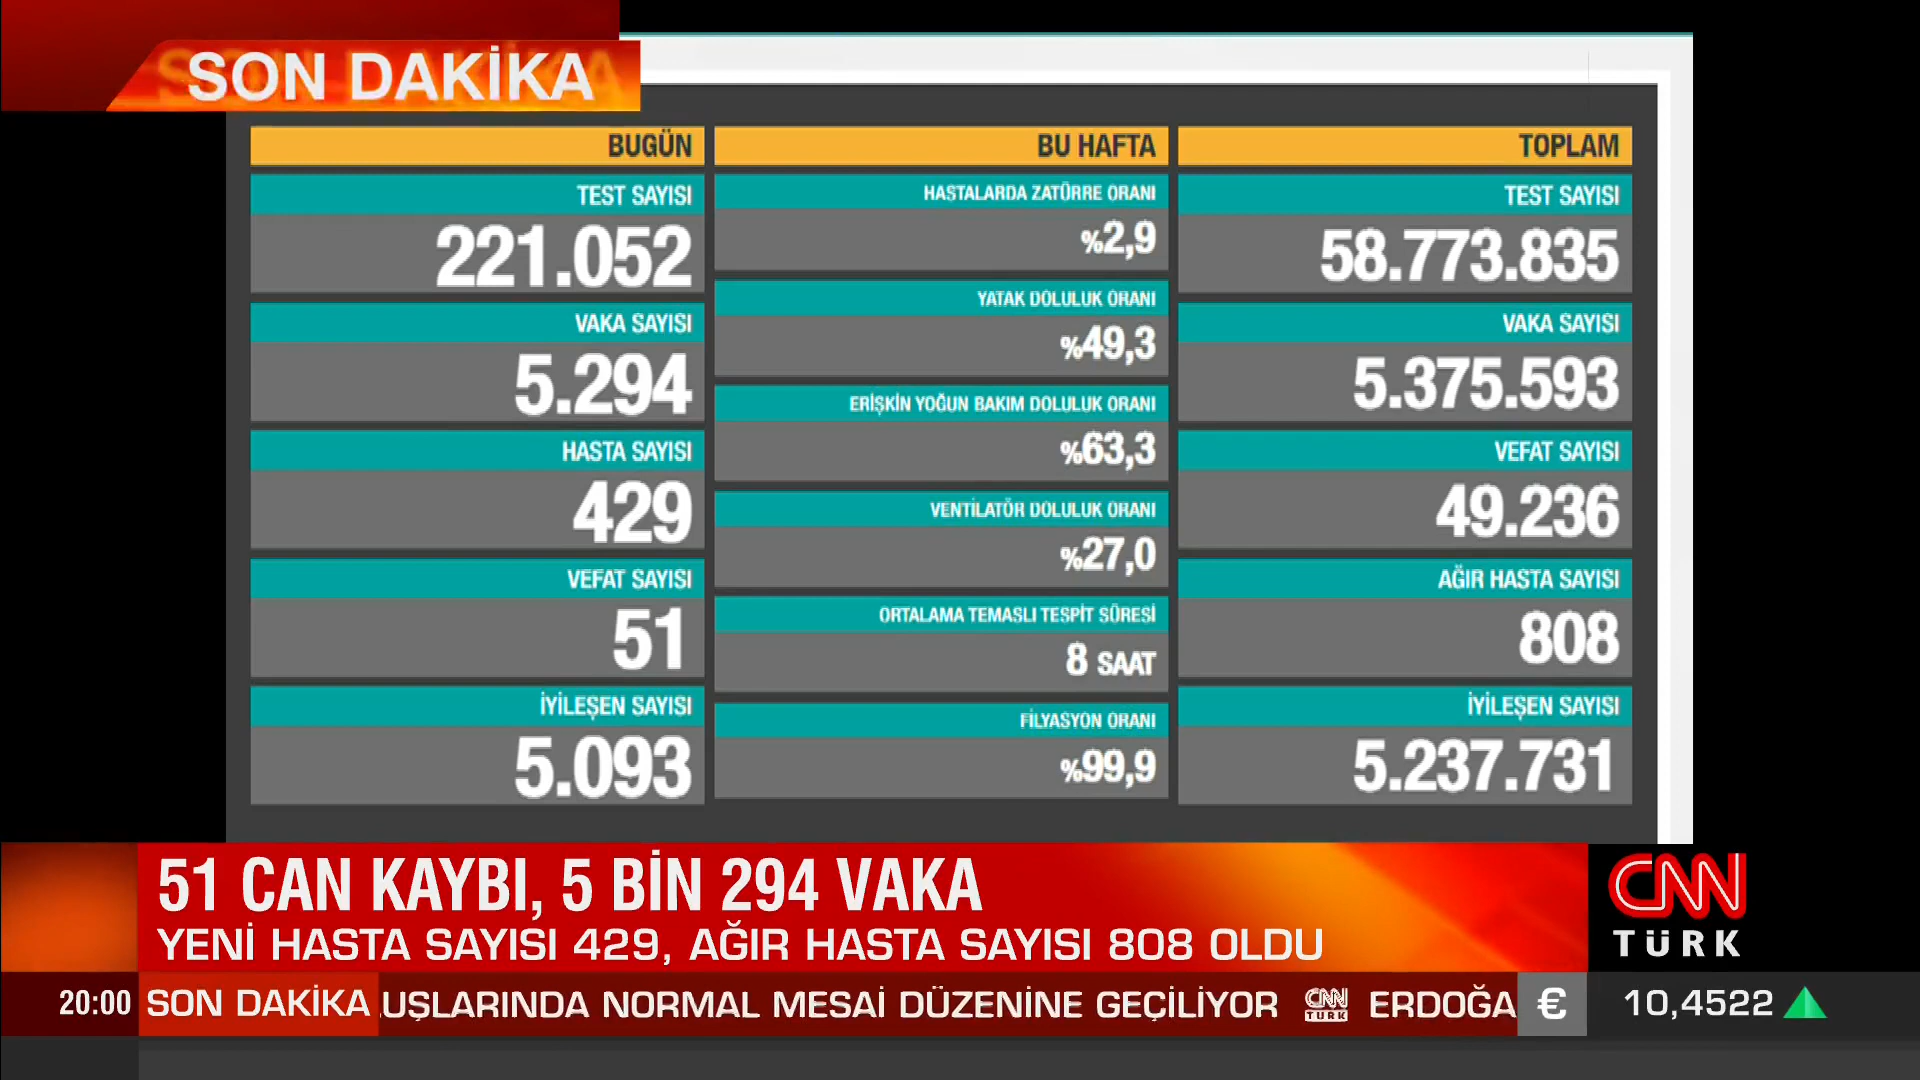 SON DAKİKA
BUGÜN
TEST SAYISI
221.052
VAKA SAYISI
5.294
HASTA SAYISI
429
VEFAT SAYISI
51
İYİLEŞEN SAYISI
5.093
BU HAFTA
HASTALARDA ZATÜRRE ORANI
%2,9
YATAK DOLULUK ORANI
%49,3
ERİŞKİN YOĞUN BAKIM DOLULUK ORANI
%63,3
VENTİLATÖR DOLULUK ORANI
%27,0
ORTALAMA TEMASLI TESPİT SÜRESİ
8 SAAT
FİLYASYON ORANI
%99,9
TOPLAM
TEST SAYISI
58.773.835
VAKA SAYISI
5.375.593
VEFAT SAYISI
49.236
AĞIR HASTA SAYISI
808
İYİLEŞEN SAYISI
5.237.731
51 CAN KAYBI, 5 BİN 294 VAKA
YENİ HASTA SAYISI 429, AĞIR HASTA SAYISI 808 OLDU
CNN
TÜRK
20:00 SON DAKİKA UŞLARINDA NORMAL MESAİ DÜZENİNE GEÇİLİYOR CNN TÜRK ERDOĞA € 10,4522